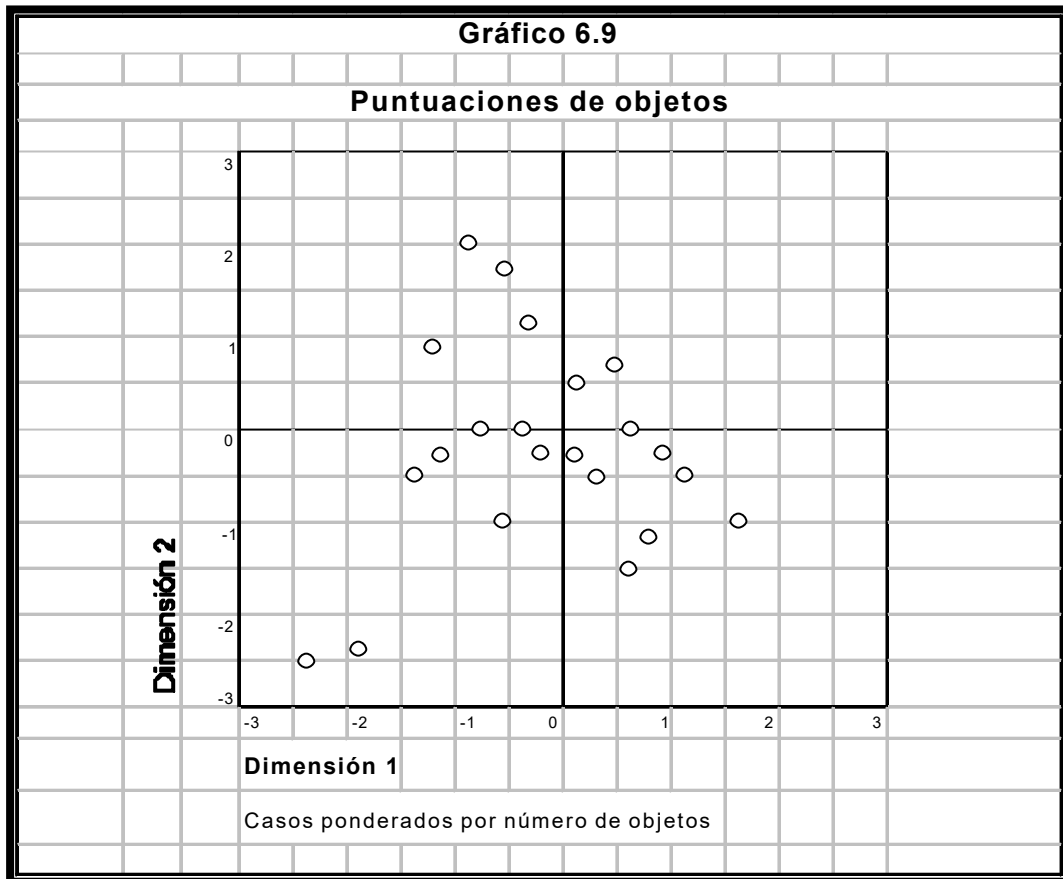 Gráfico 6.9
Puntuaciones de objetos
3
2
1
0
-1
-2
-3
Dimensión 2
-3 -2 -1 0 1 2 3
Dimensión 1
Casos ponderados por número de objetos